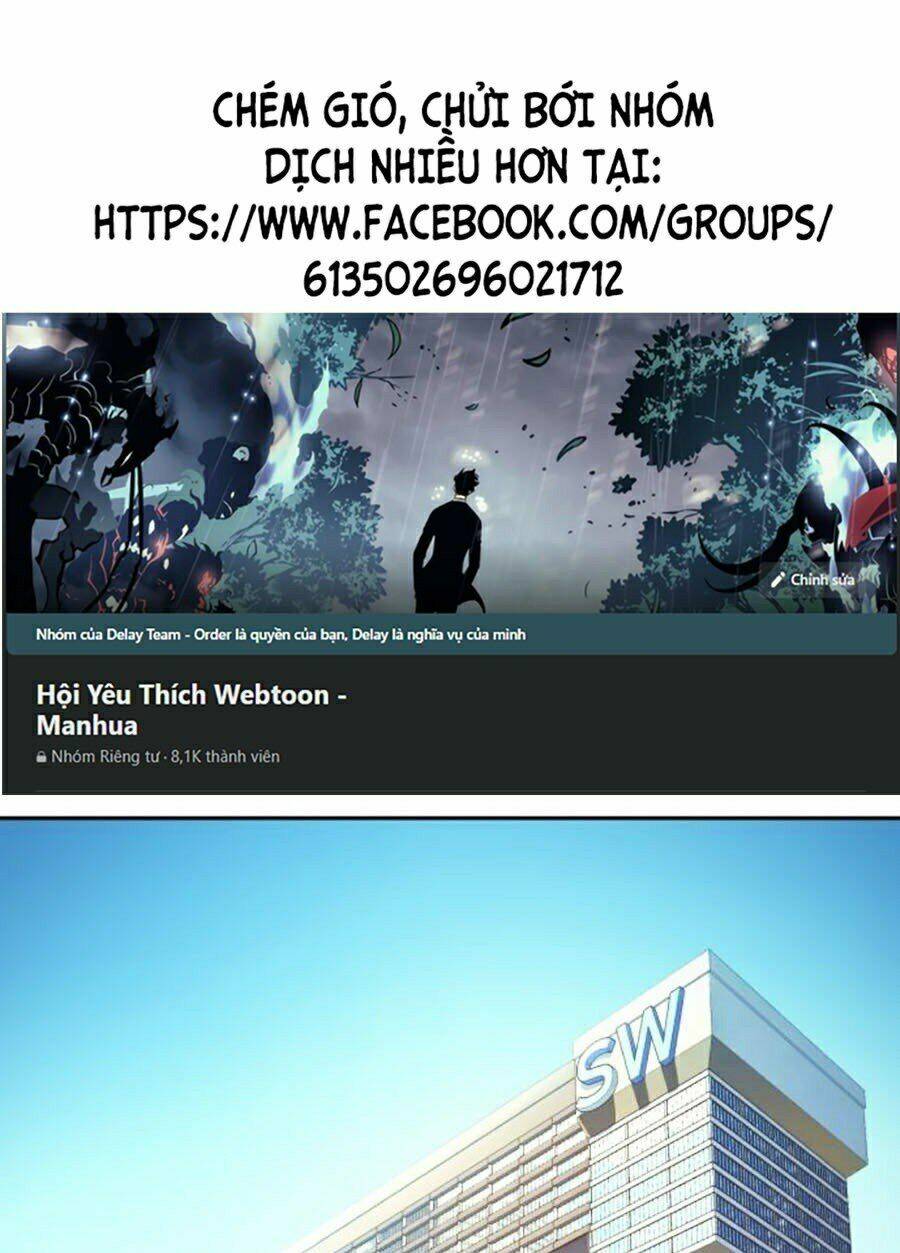 CHÉM GIÓ, CHỬI BỚI NHÓM
DỊCH NHIỀU HƠN TẠI:
HTTPS://WWW.FACEBOOK.COM/GROUPS/
613502696021712
Chỉnh sửa
Nhóm của Delay Team - Order là quyền của bạn, Delay là nghĩa vụ của mình
Hội Yêu Thích Webtoon -
Manhua
Nhóm Riêng tư · 8,1K thành viên
SW